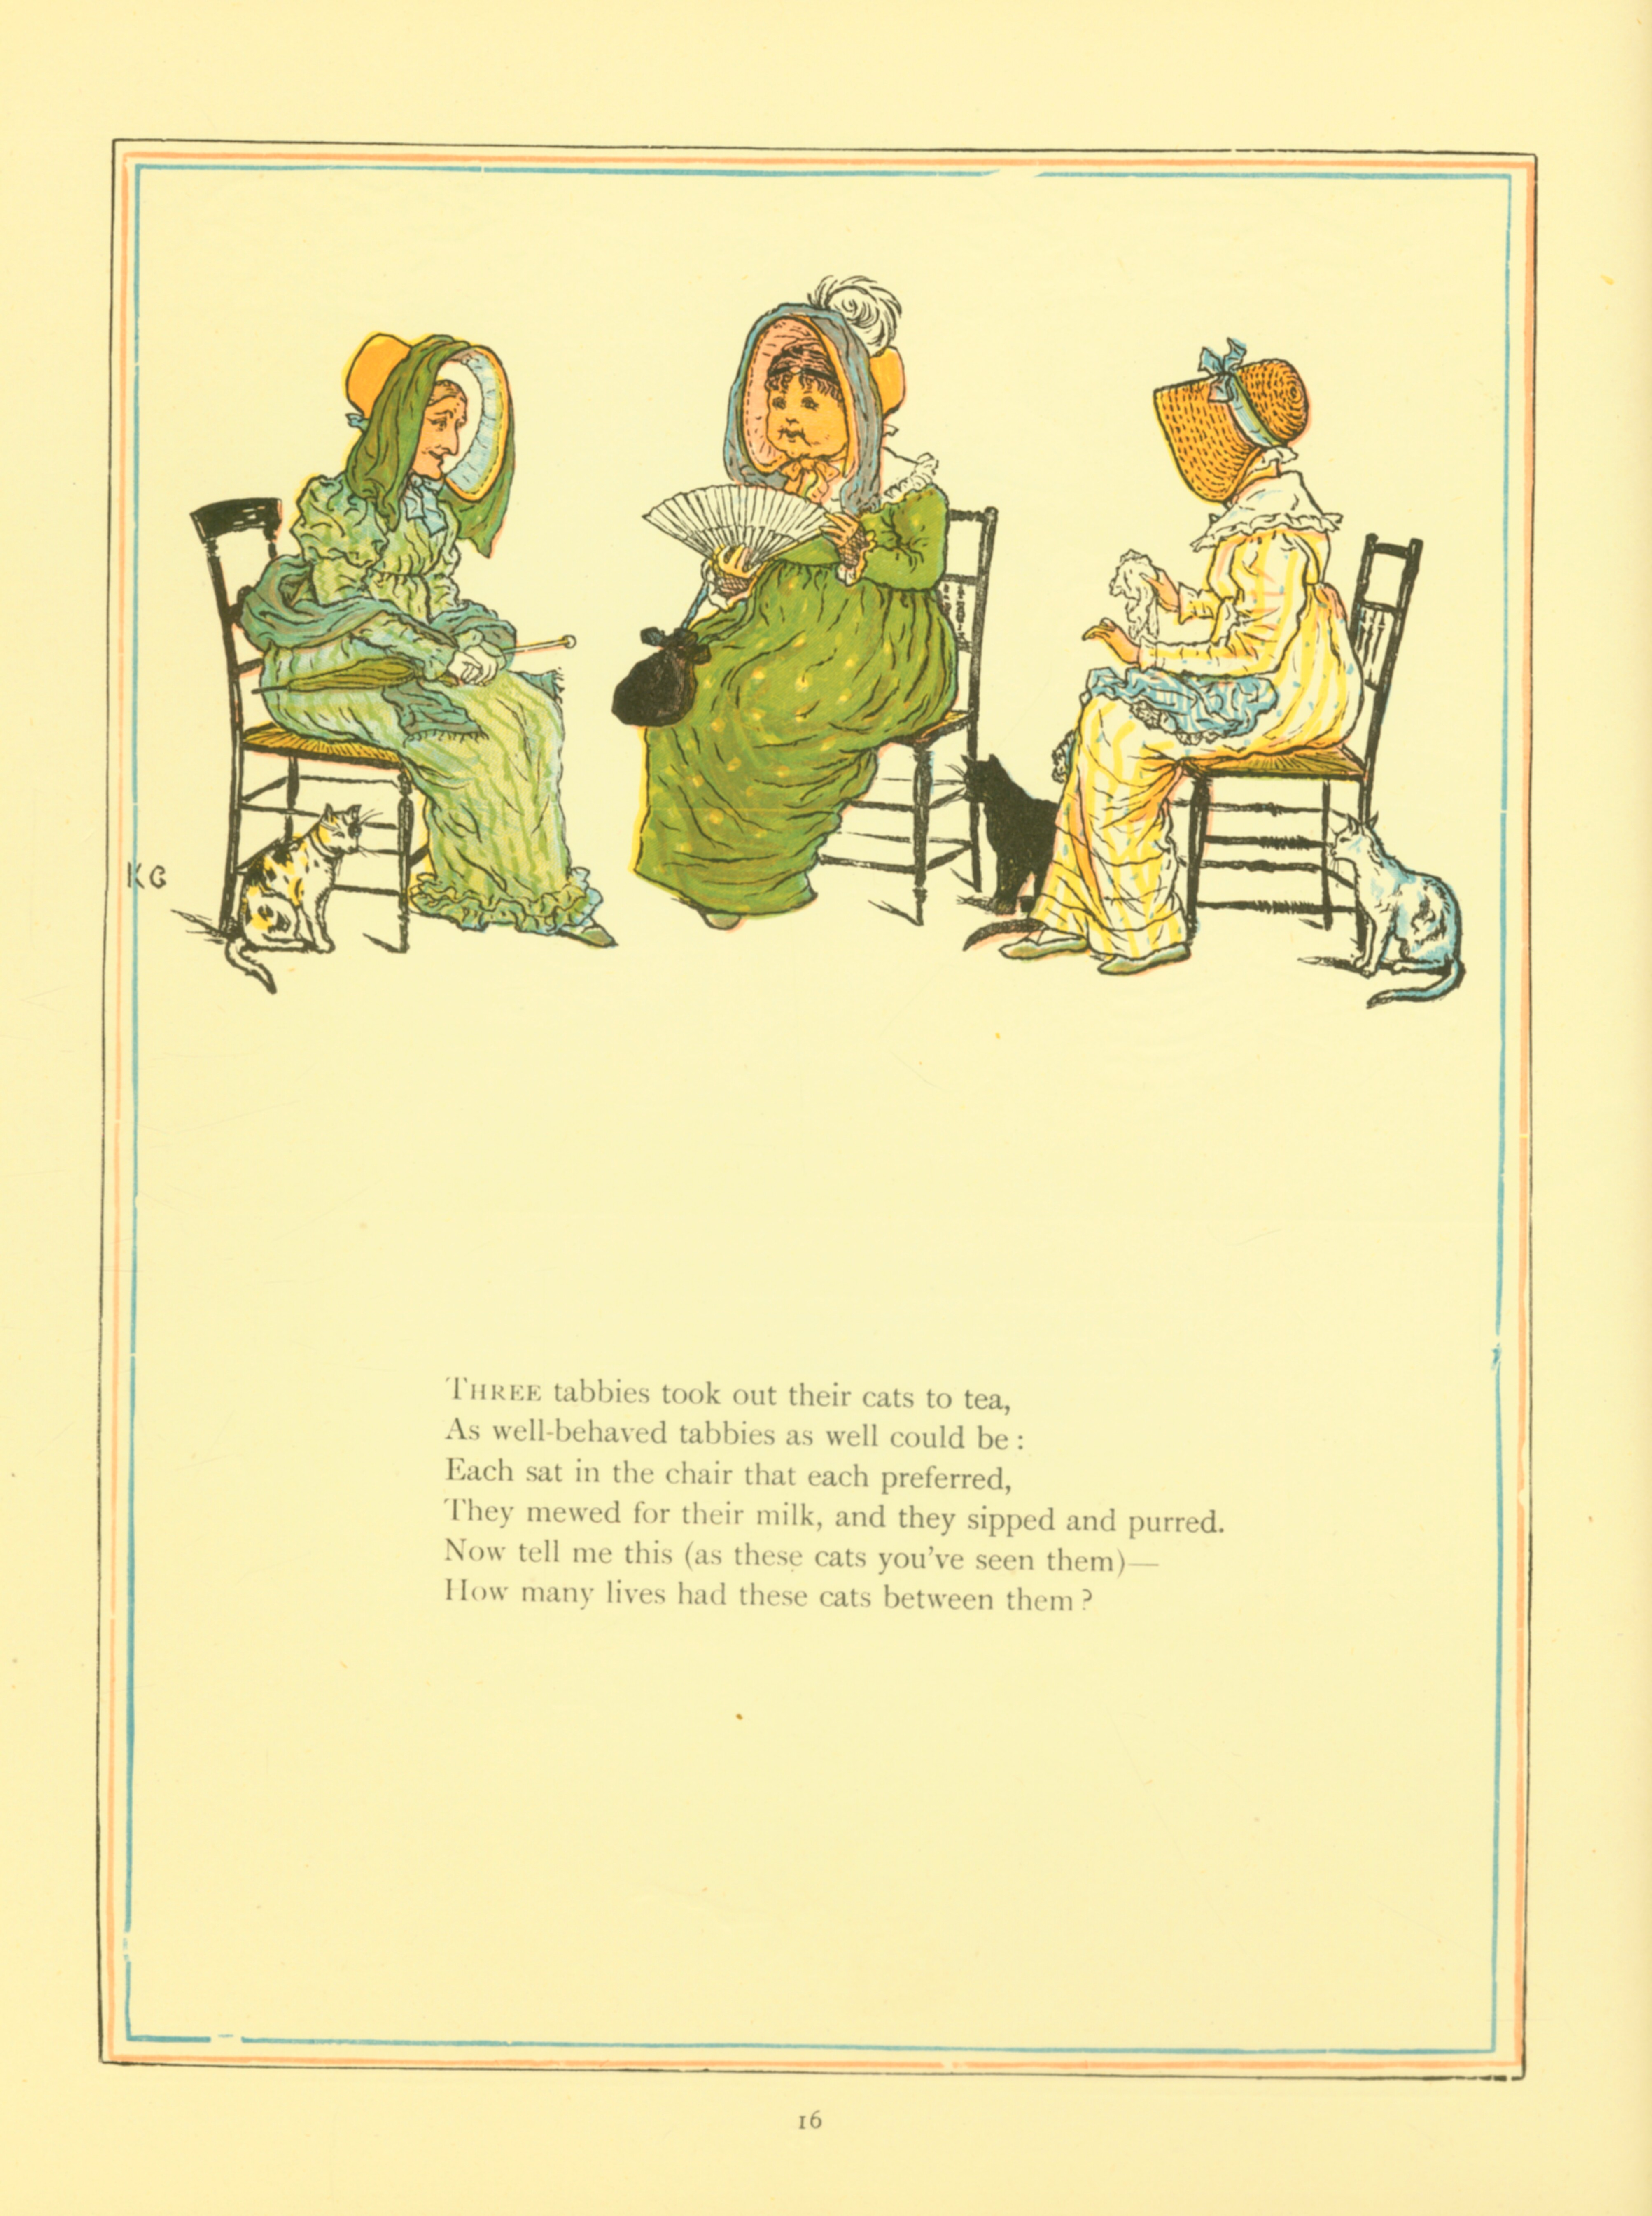 KG
THREE tabbies took out their cats to tea,
As well-behaved tabbies as well could be :
Each sat in the chair that each preferred,
They mewed for their milk, and they sipped and purred.
Now tell me this (as these cats you've seen them)—
How many lives had these cats between them ?
16